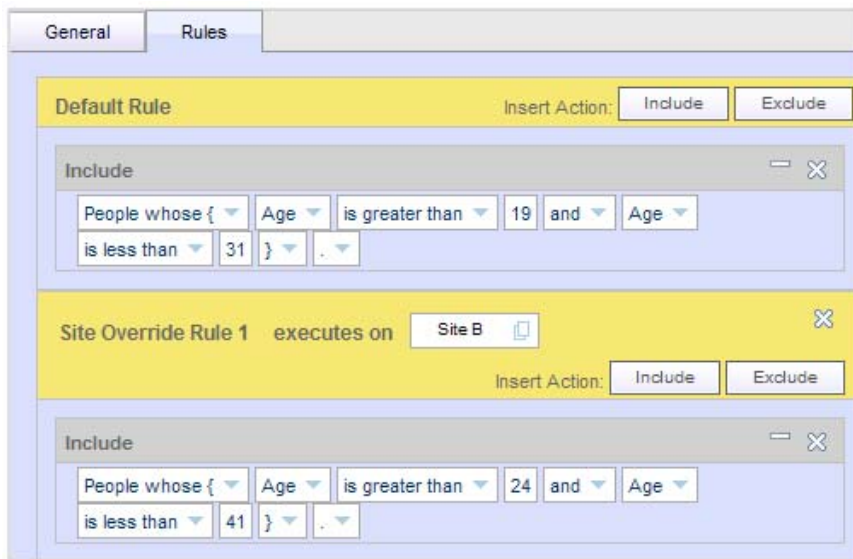 General Rules
Default Rule Insert Action: Include Exclude
Include
People whose { Age is greater than 19 and Age
is less than 31 } .
Site Override Rule 1 executes on Site B
Insert Action: Include Exclude
Include
People whose { Age is greater than 24 and Age
is less than 41 } .